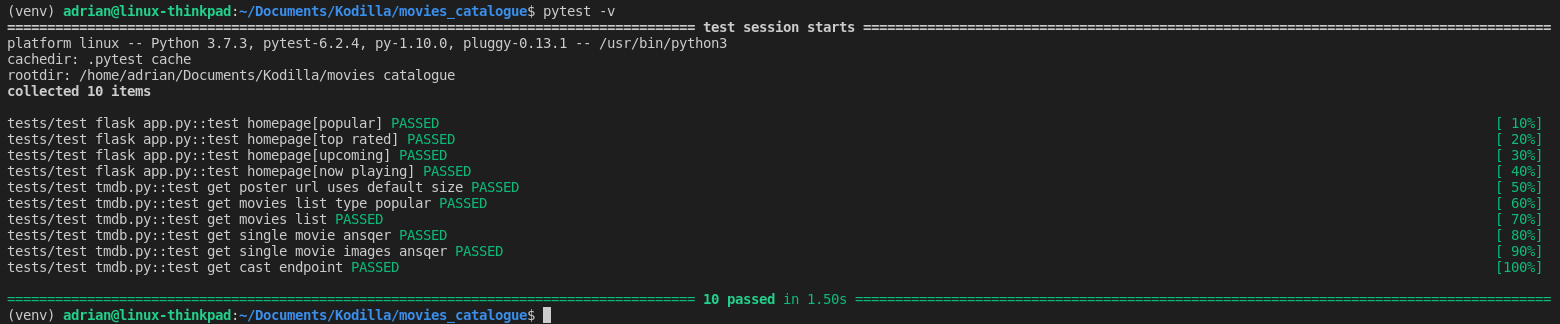 (venv) adrian@linux-thinkpad:~/Documents/Kodilla/movies_catalogue$ pytest -v
====================================================================================== test session starts ======================================================================================
platform linux -- Python 3.7.3, pytest-6.2.4, py-1.10.0, pluggy-0.13.1 -- /usr/bin/python3
cachedir: .pytest cache
rootdir: /home/adrian/Documents/Kodilla/movies catalogue
collected 10 items
tests/test flask app.py::test homepage[popular] PASSED [ 10%]
tests/test flask app.py::test homepage[top rated] PASSED [ 20%]
tests/test flask app.py::test homepage[upcoming] PASSED [ 30%]
tests/test flask app.py::test homepage[now playing] PASSED [ 40%]
tests/test tmdb.py::test get poster url uses default size PASSED [ 50%]
tests/test tmdb.py::test get movies list type popular PASSED [ 60%]
tests/test tmdb.py::test get movies list PASSED [ 70%]
tests/test tmdb.py::test get single movie ansqer PASSED [ 80%]
tests/test tmdb.py::test get single movie images ansqer PASSED [ 90%]
tests/test tmdb.py::test get cast endpoint PASSED [100%]
====================================================================================== 10 passed in 1.50s =======================================================================================
(venv) adrian@linux-thinkpad:~/Documents/Kodilla/movies_catalogue$